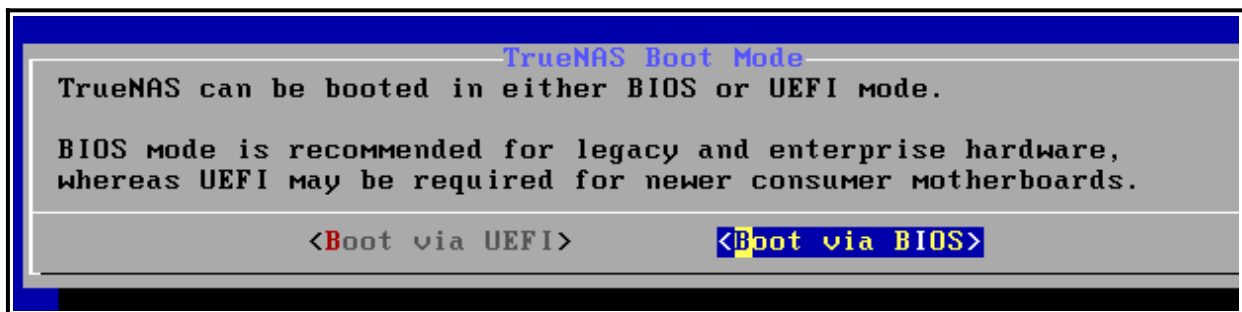 TrueNAS Boot Mode
TrueNAS can be booted in either BIOS or UEFI mode.
BIOS mode is recommended for legacy and enterprise hardware,
whereas UEFI may be required for newer consumer motherboards.
<Boot via UEFI> <Boot via BIOS>